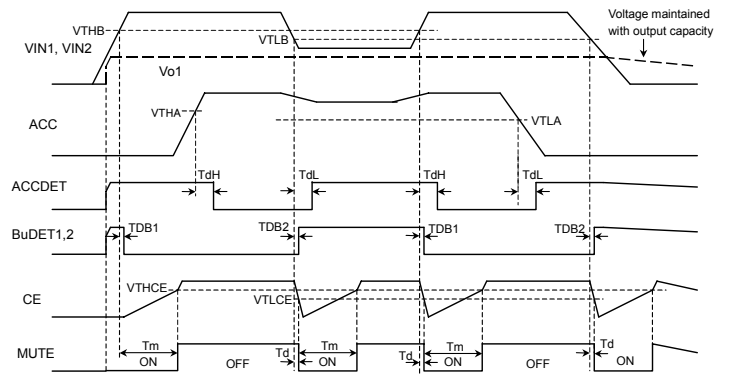 VTHB
VIN1, VIN2
VTLB
Voltage maintained
with output capacity
Vo1
VTHA
ACC
VTLA
TdH
TdL
TdH
TdL
ACCDET
BuDET1,2
TDB1
TDB2
TDB1
TDB2
VTHCE
CE
VTLCE
MUTE
Tm
ON
OFF
Td
Tm
ON
Td
Tm
ON
OFF
Td
ON